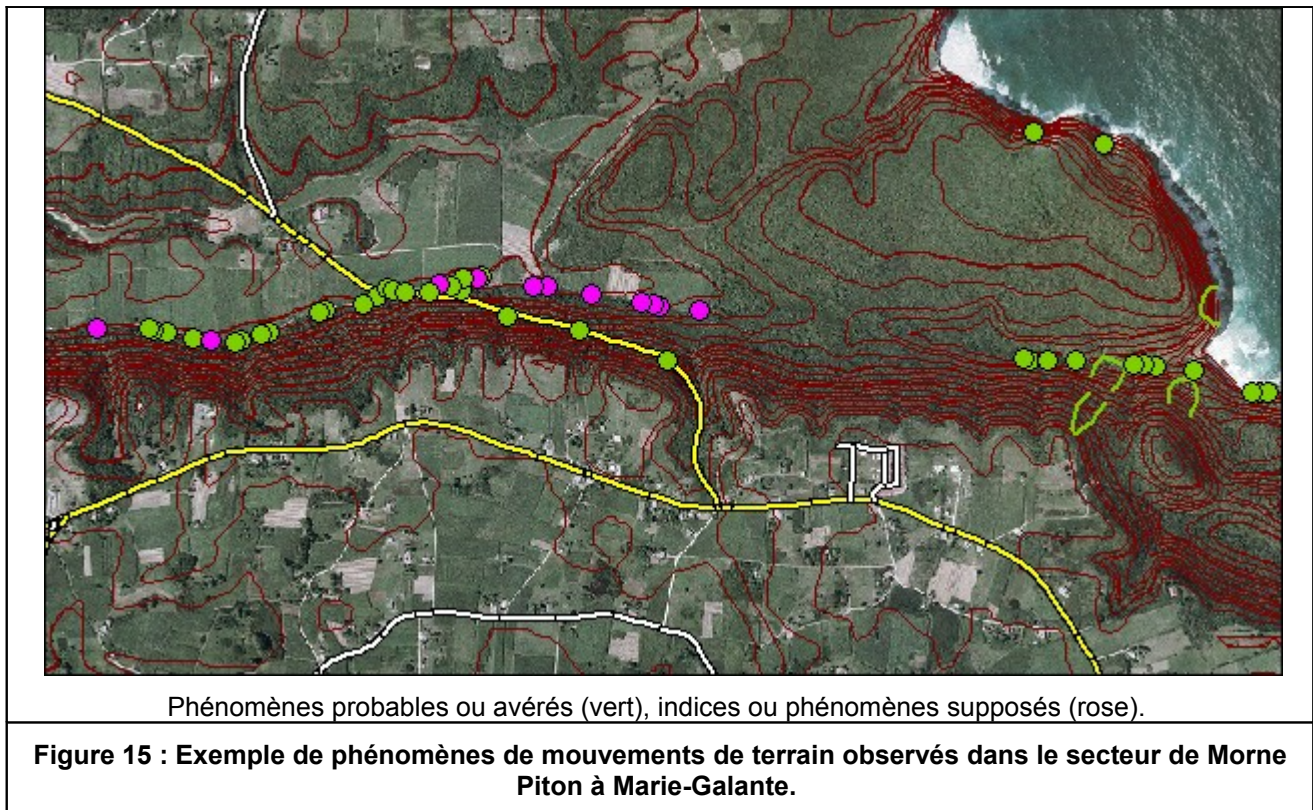 Phénomènes probables ou avérés (vert), indices ou phénomènes supposés (rose).
Figure 15 : Exemple de phénomènes de mouvements de terrain observés dans le secteur de Morne
Piton à Marie-Galante.